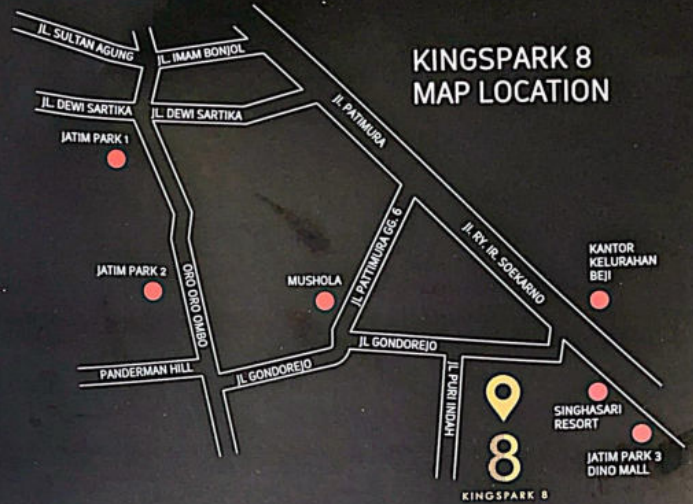 KINGSPARK 8
MAP LOCATION
JL. SULTAN AGUNG
JL. IMAM BONJOL
JL. DEWI SARTIKA
JL. DEWI SARTIKA
JL. PATIMURA
JATIM PARK 1
JL. PATTIMURA GG. 6
JL. RY. IR. SOEKARNO
KANTOR
KELURAHAN
BEJI
JATIM PARK 2
ORO ORO OMBO
MUSHOLA
PANDERMAN HILL
JL GONDOREJO
JL GONDOREJO
JL PURI INDAH
SINGHASARI
RESORT
JATIM PARK 3
DINO MALL
8
KINGSPARK 8